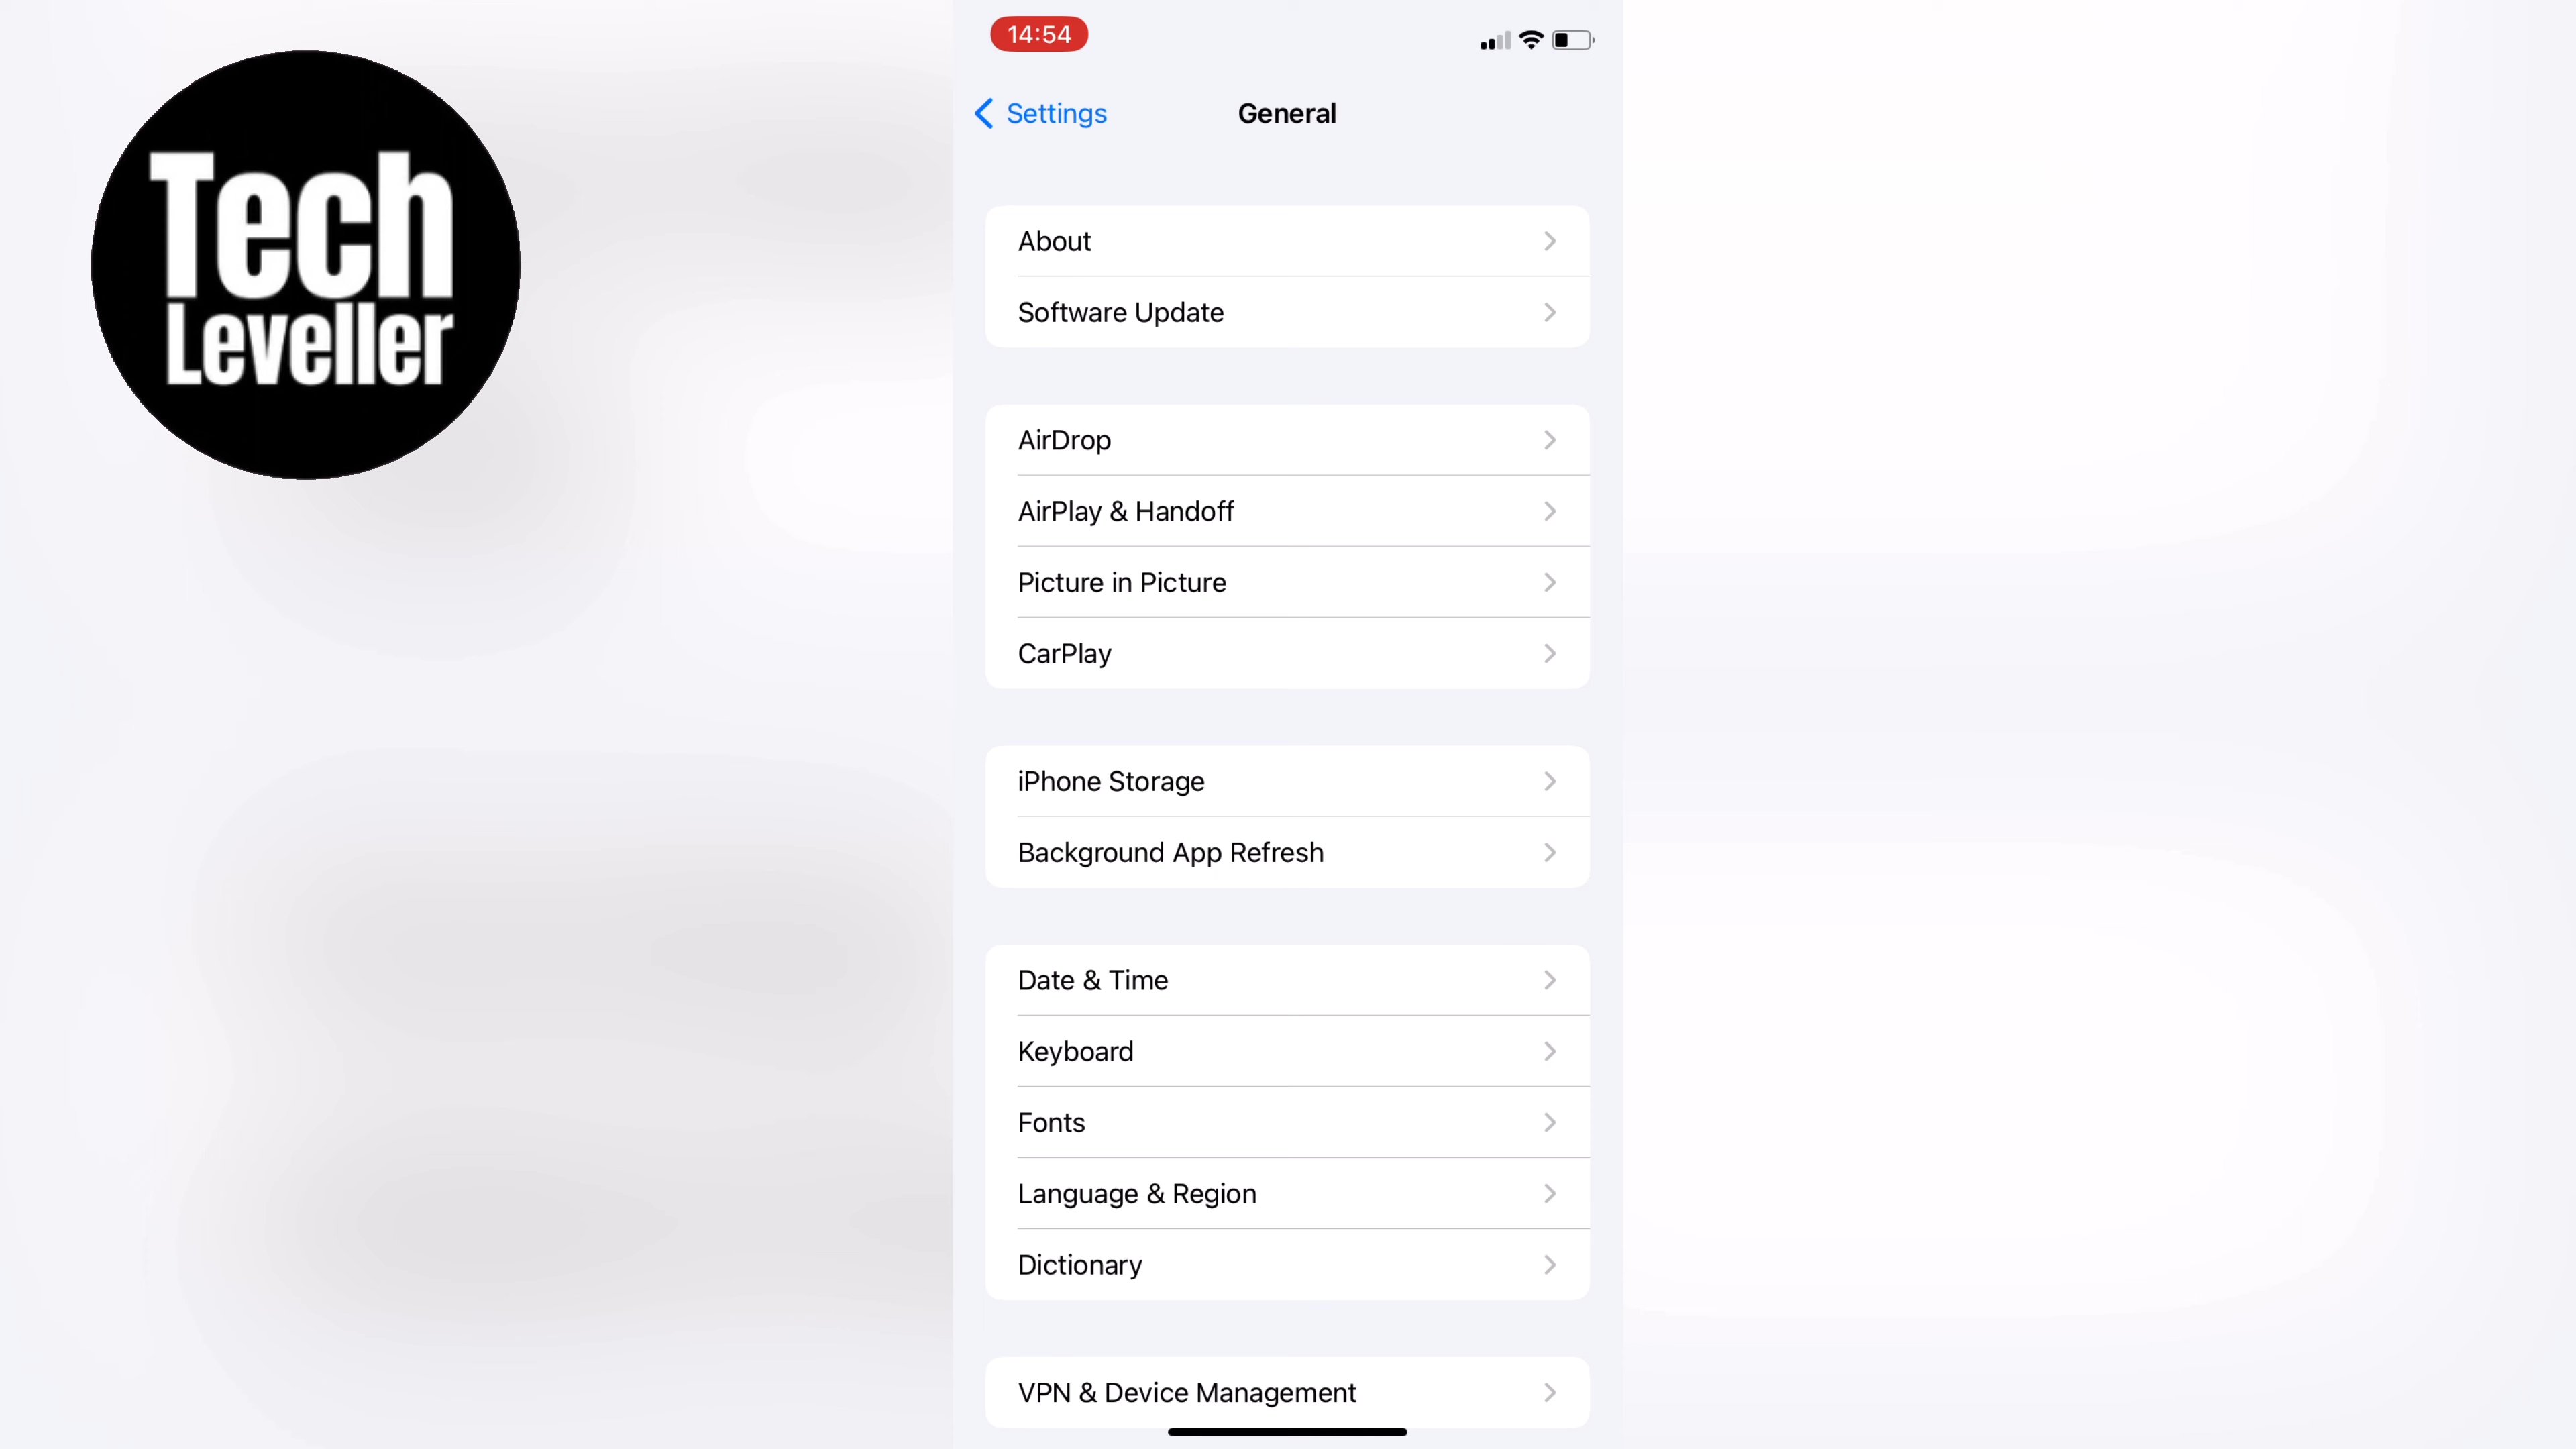 Tech
Leveller
14:54
Settings
General
About
Software Update
AirDrop
AirPlay & Handoff
Picture in Picture
CarPlay
iPhone Storage
Background App Refresh
Date & Time
Keyboard
Fonts
Language & Region
Dictionary
VPN & Device Management